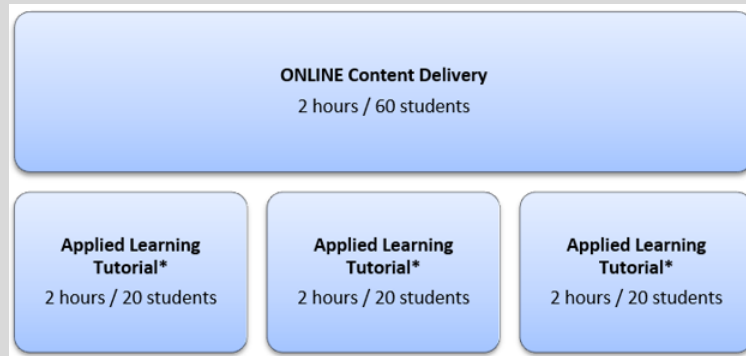 ONLINE Content Delivery
2 hours / 60 students
Applied Learning
Tutorial*
2 hours / 20 students
Applied Learning
Tutorial*
2 hours / 20 students
Applied Learning
Tutorial*
2 hours / 20 students